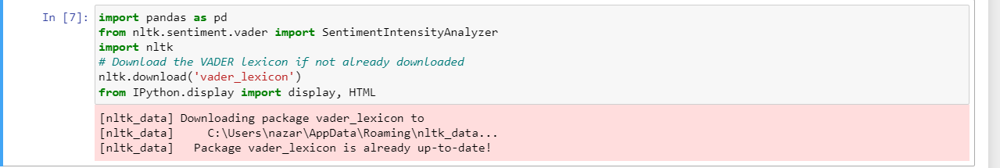 In [7]: import pandas as pd
from nltk.sentiment.vader import SentimentIntensityAnalyzer
import nltk
# Download the VADER lexicon if not already downloaded
nltk.download('vader_lexicon')
from IPython.display import display, HTML
[nltk_data] Downloading package vader_lexicon to
[nltk_data]     C:\Users\nazar\AppData\Roaming\nltk_data...
[nltk_data]   Package vader_lexicon is already up-to-date!